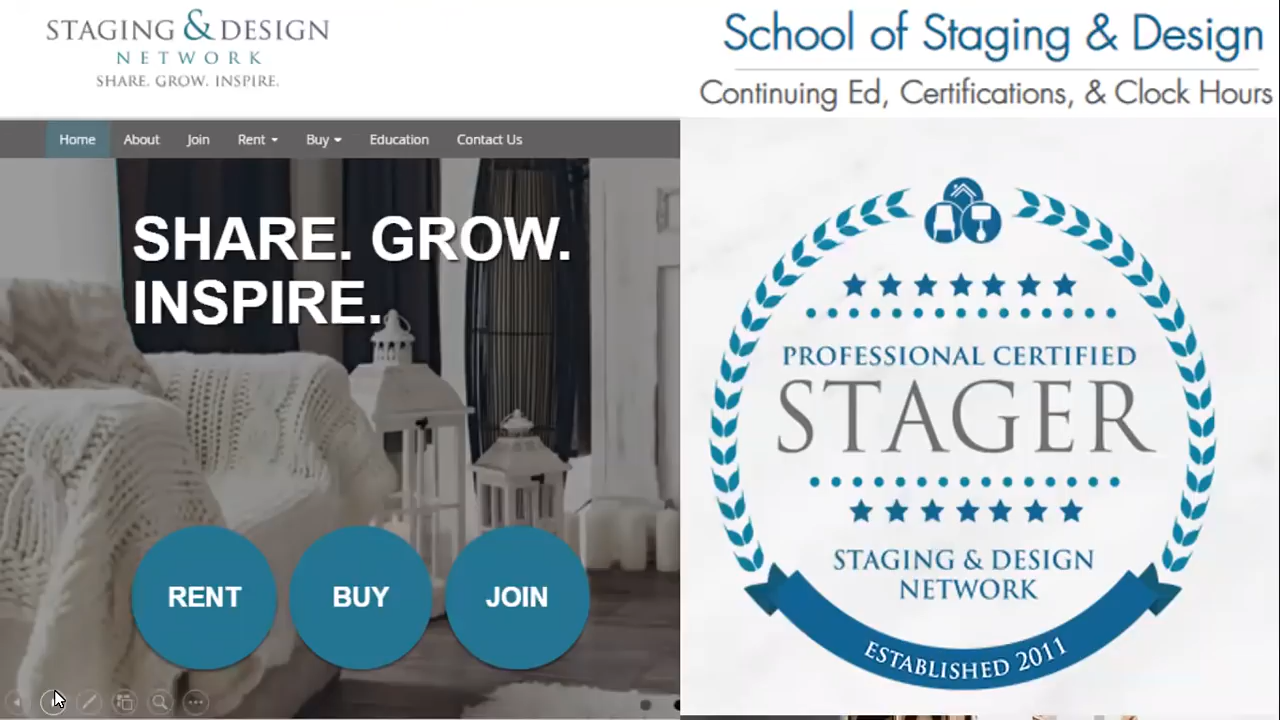 STAGING & DESIGN
NETWORK
SHARE. GROW. INSPIRE.
School of Staging & Design
Continuing Ed, Certifications, & Clock Hours
Home About Join Rent Buy Education Contact Us
SHARE. GROW.
INSPIRE.
RENT BUY JOIN
PROFESSIONAL CERTIFIED
STAGER
STAGING & DESIGN
NETWORK
ESTABLISHED 2011